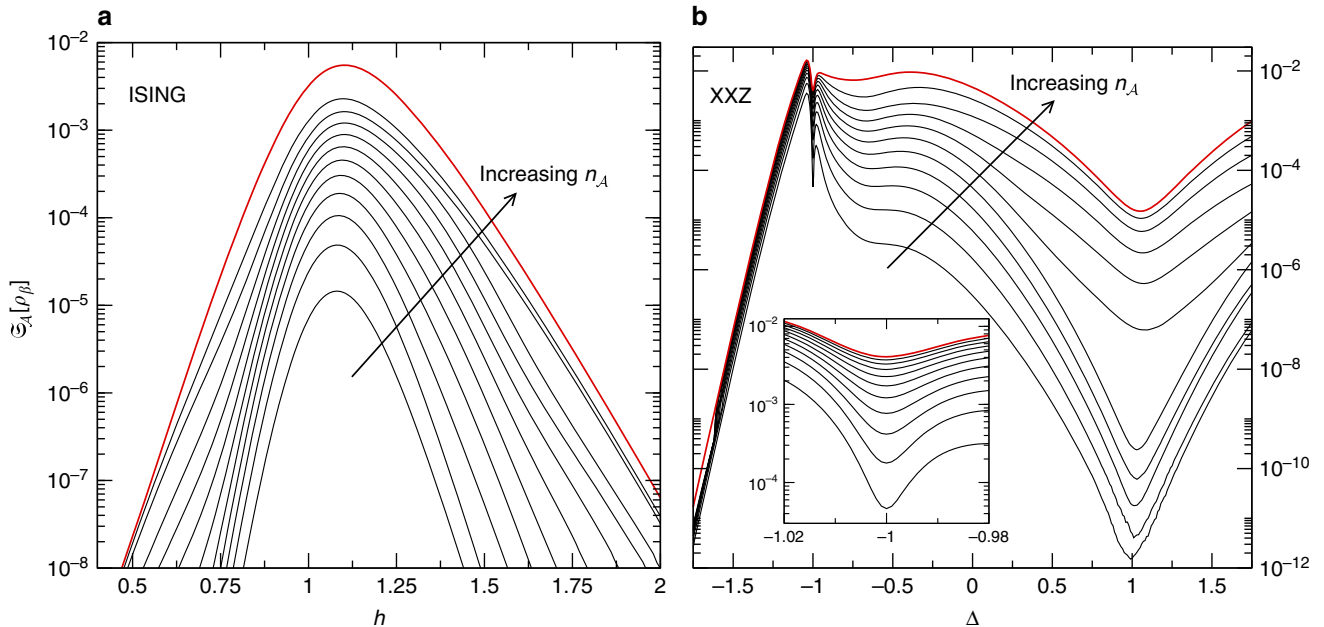 a
10⁻²
10⁻³
10⁻⁴
10⁻⁵
10⁻⁶
10⁻⁷
10⁻⁸
𝔖_𝒜[ρ_β]
ISING
Increasing n_𝒜
0.5 0.75 1 1.25 1.5 1.75 2
h
b
XXZ
Increasing n_𝒜
10⁻²
10⁻⁴
10⁻⁶
10⁻⁸
10⁻¹⁰
10⁻¹²
10⁻²
10⁻³
10⁻⁴
−1.02 −1 −0.98
−1.5 −1.0 −0.5 0 0.5 1 1.5
Δ